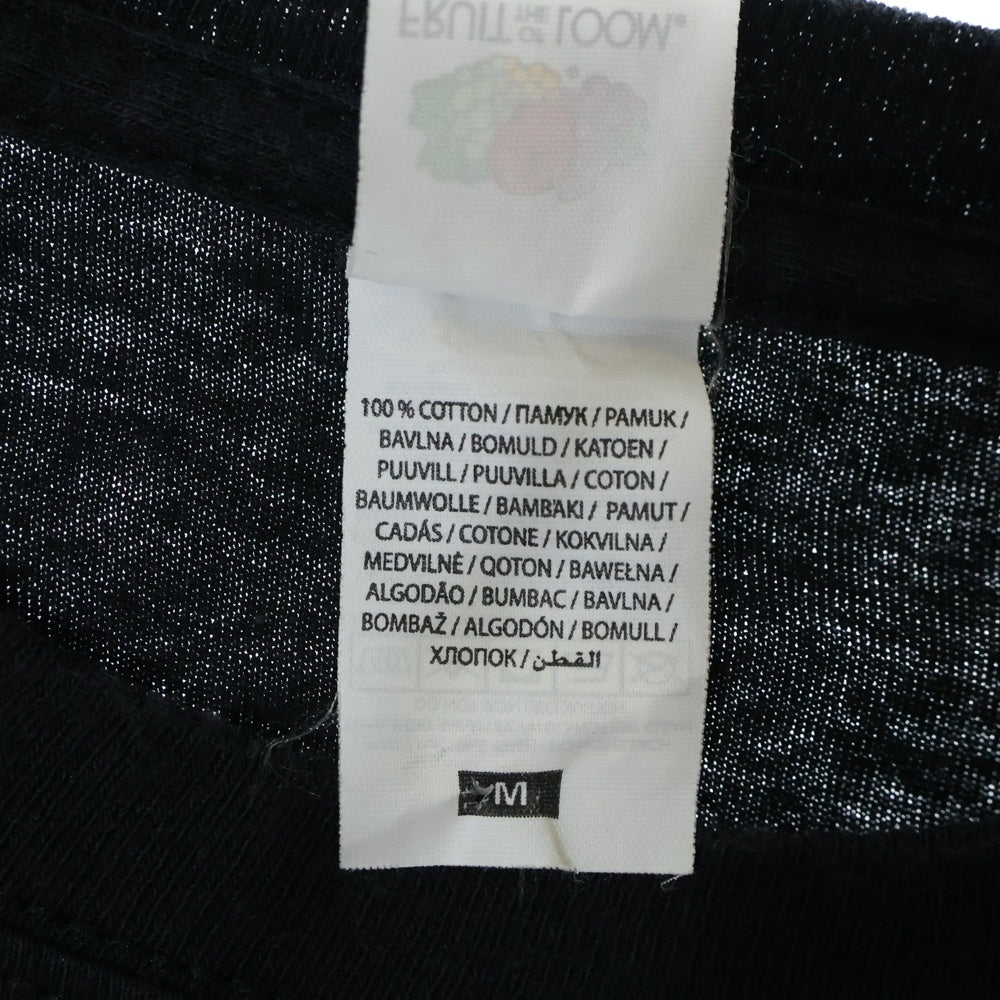 FRUIT OF THE LOOM®
100 % COTTON / ПАМУК / PAMUK /
BAVLNA / BOMULD / KATOEN /
PUUVILL / PUUVILLA / COTON /
BAUMWOLLE / BAMBAKI / PAMUT /
CADÁS / COTONE / KOKVILNA /
MEDVILNĖ / QOTON / BAWEŁNA /
ALGODÃO / BUMBAC / BAVLNA /
BOMBAŽ / ALGODÓN / BOMULL /
ХЛОПОК / القطن
M